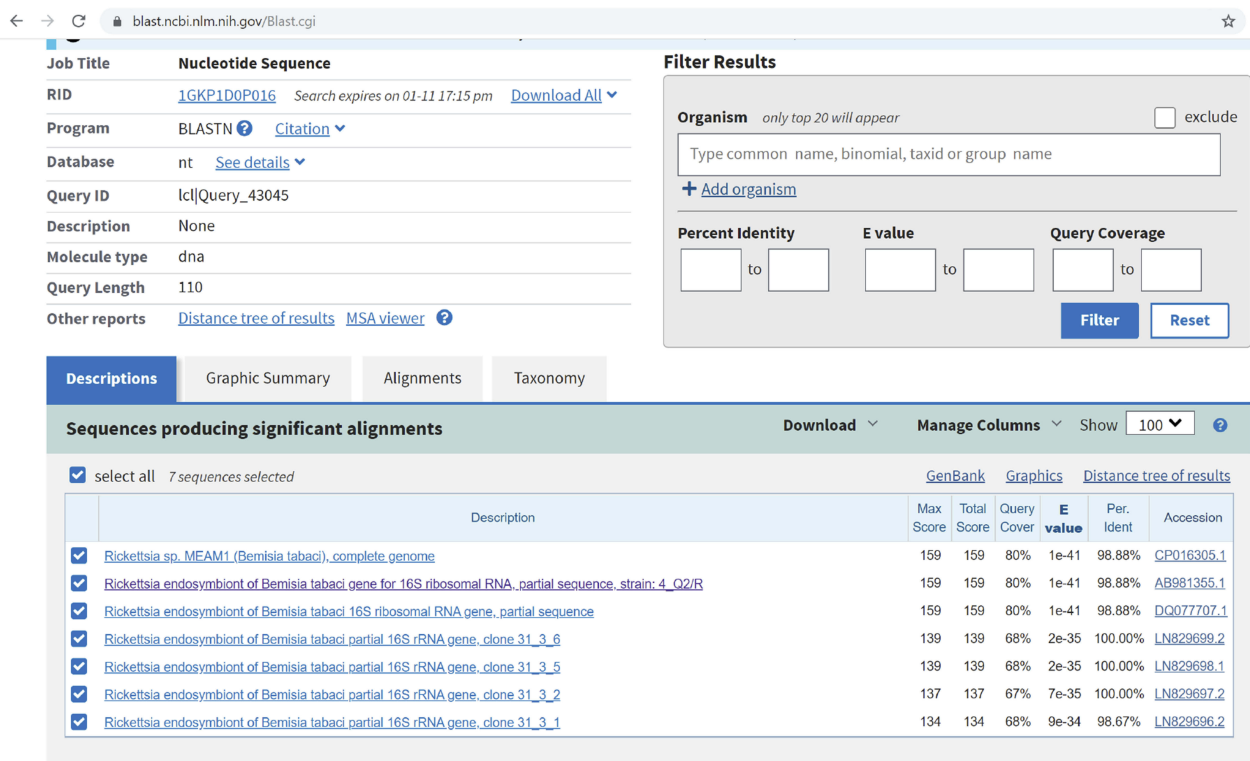 blast.ncbi.nlm.nih.gov/Blast.cgi
Job Title Nucleotide Sequence
RID 1GKP1D0P016 Search expires on 01-11 17:15 pm Download All
Program BLASTN ? Citation
Database nt See details
Query ID lcl|Query_43045
Description None
Molecule type dna
Query Length 110
Other reports Distance tree of results MSA viewer ?
Filter Results
Organism only top 20 will appear exclude
Type common name, binomial, taxid or group name
+ Add organism
Percent Identity E value Query Coverage
to to to
Filter Reset
Descriptions Graphic Summary Alignments Taxonomy
Sequences producing significant alignments Download Manage Columns Show 100 ?
select all 7 sequences selected GenBank Graphics Distance tree of results
Description Max Score Total Score Query Cover E value Per. Ident Accession
Rickettsia sp. MEAM1 (Bemisia tabaci), complete genome 159 159 80% 1e-41 98.88% CP016305.1
Rickettsia endosymbiont of Bemisia tabaci gene for 16S ribosomal RNA, partial sequence, strain: 4_Q2/R 159 159 80% 1e-41 98.88% AB981355.1
Rickettsia endosymbiont of Bemisia tabaci 16S ribosomal RNA gene, partial sequence 159 159 80% 1e-41 98.88% DQ077707.1
Rickettsia endosymbiont of Bemisia tabaci partial 16S rRNA gene, clone 31_3_6 139 139 68% 2e-35 100.00% LN829699.2
Rickettsia endosymbiont of Bemisia tabaci partial 16S rRNA gene, clone 31_3_5 139 139 68% 2e-35 100.00% LN829698.1
Rickettsia endosymbiont of Bemisia tabaci partial 16S rRNA gene, clone 31_3_2 137 137 67% 7e-35 100.00% LN829697.2
Rickettsia endosymbiont of Bemisia tabaci partial 16S rRNA gene, clone 31_3_1 134 134 68% 9e-34 98.67% LN829696.2